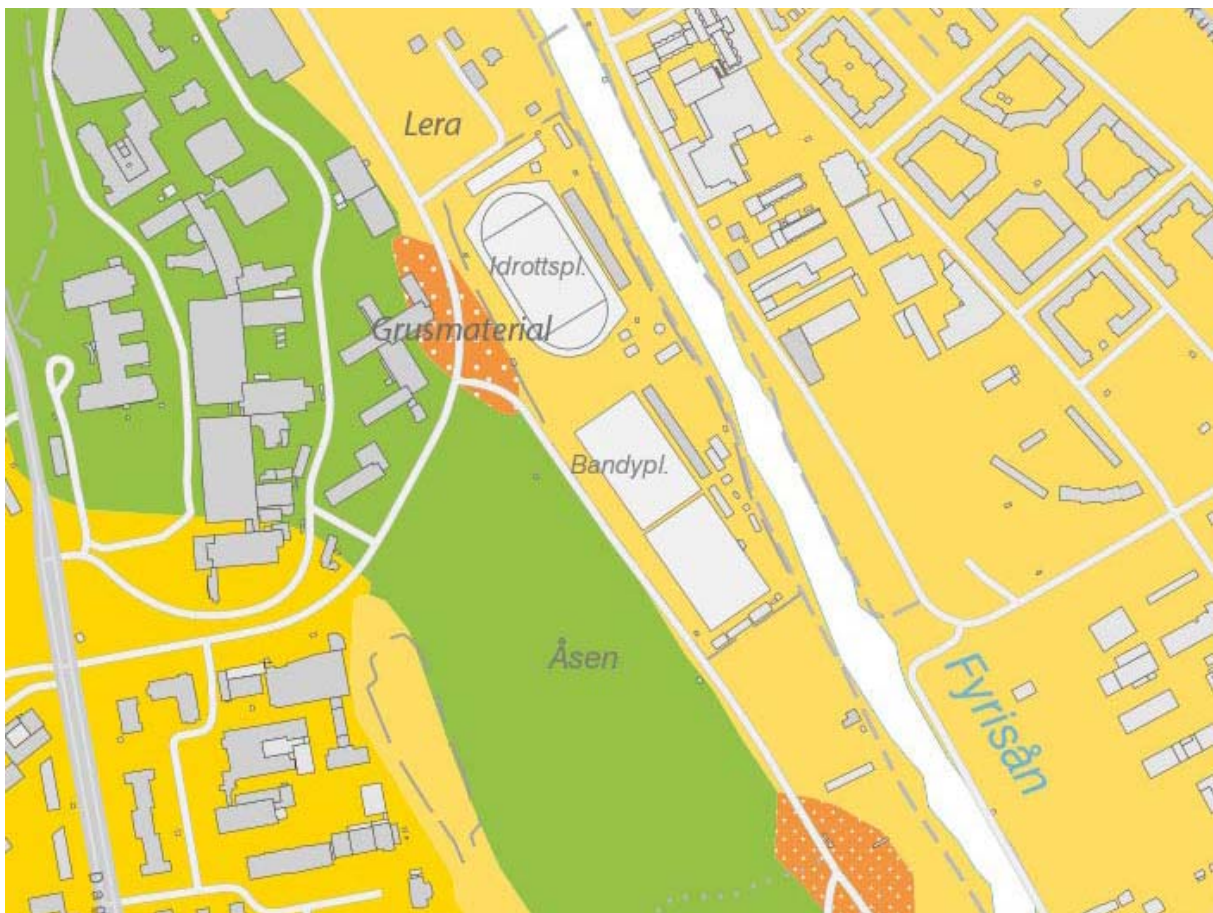 Lera
Idrottspl.
Grusmaterial
Bandypl.
Åsen
Fyrisån